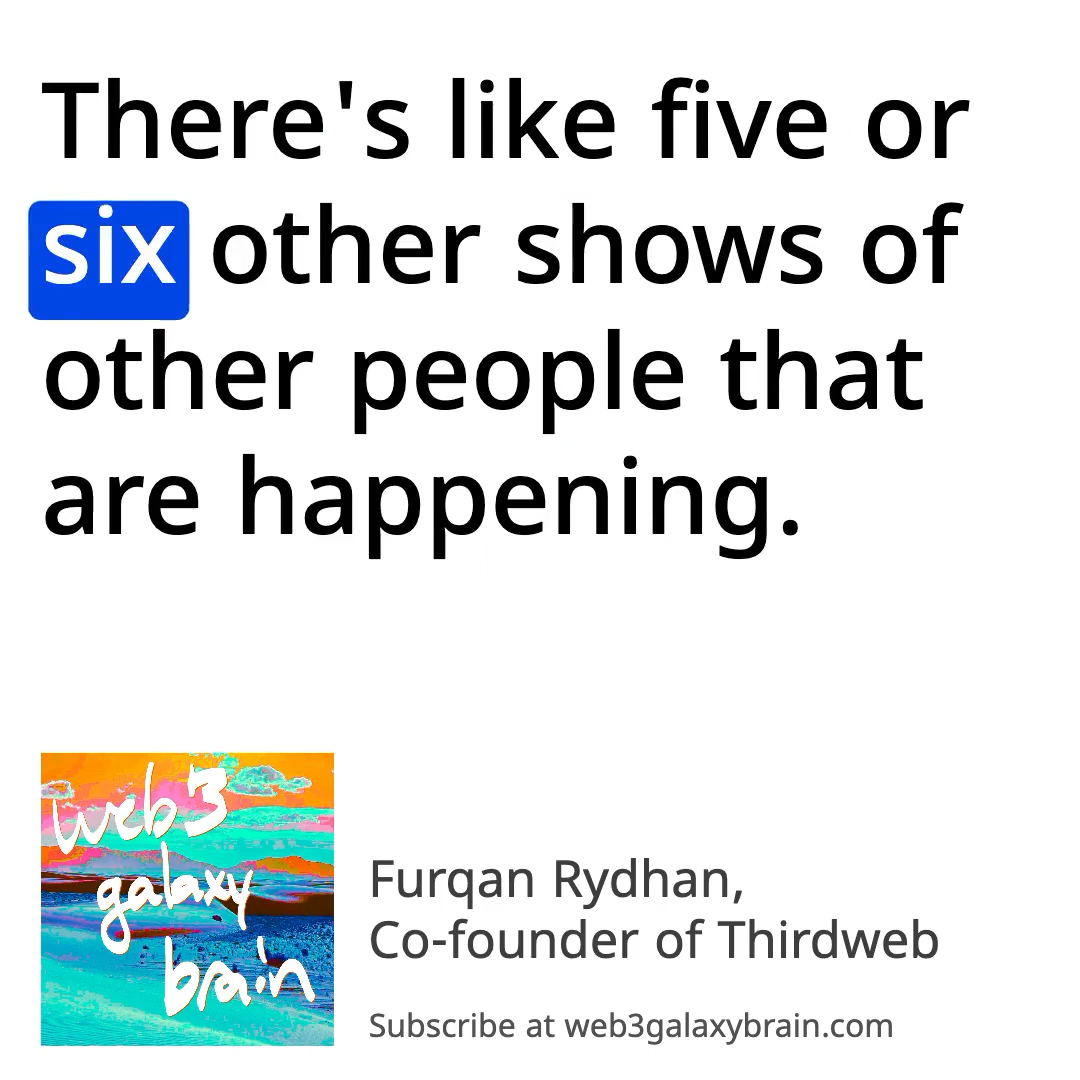 There's like five or
six other shows of
other people that
are happening.
web3
galaxy
brain
Furqan Rydhan,
Co-founder of Thirdweb
Subscribe at web3galaxybrain.com